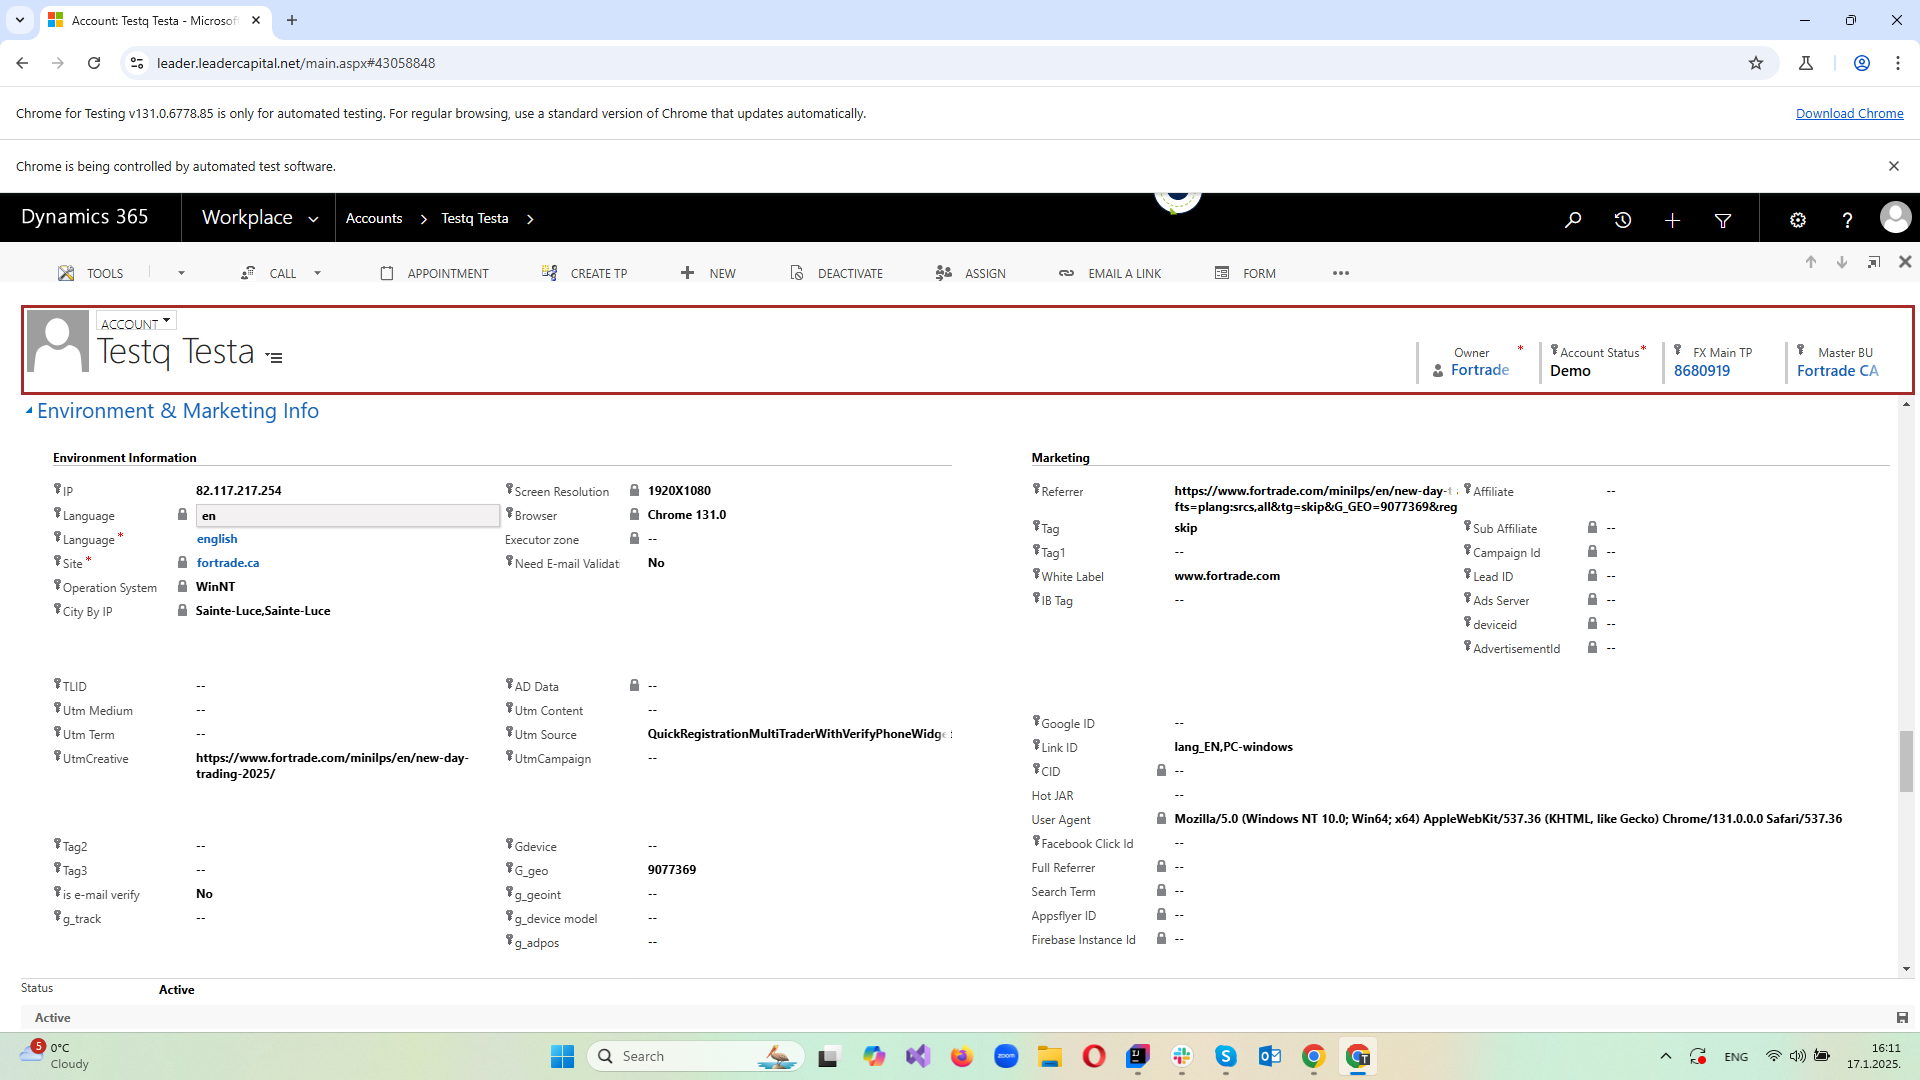 Account: Testq Testa - Microsof
leader.leadercapital.net/main.aspx#43058848
Chrome for Testing v131.0.6778.85 is only for automated testing. For regular browsing, use a standard version of Chrome that updates automatically.
Download Chrome
Chrome is being controlled by automated test software.
Dynamics 365
Workplace
Accounts
Testq Testa
TOOLS
CALL
APPOINTMENT
CREATE TP
NEW
DEACTIVATE
ASSIGN
EMAIL A LINK
FORM
ACCOUNT
Testq Testa
Owner *
Fortrade
Account Status *
Demo
FX Main TP
8680919
Master BU
Fortrade CA
Environment & Marketing Info
Environment Information
IP 82.117.217.254
Language en
Language * english
Site * fortrade.ca
Operation System WinNT
City By IP Sainte-Luce,Sainte-Luce
Screen Resolution 1920X1080
Browser Chrome 131.0
Executor zone --
Need E-mail Validat No
TLID --
Utm Medium --
Utm Term --
UtmCreative https://www.fortrade.com/minilps/en/new-day-
trading-2025/
AD Data --
Utm Content --
Utm Source QuickRegistrationMultiTraderWithVerifyPhoneWidge
UtmCampaign --
Tag2 --
Tag3 --
is e-mail verify No
g_track --
Gdevice --
G_geo 9077369
g_geoint --
g_device model --
g_adpos --
Marketing
Referrer https://www.fortrade.com/minilps/en/new-day-t
fts=plang:srcs,all&tg=skip&G_GEO=9077369&reg
Tag skip
Tag1 --
White Label www.fortrade.com
IB Tag --
Affiliate --
Sub Affiliate --
Campaign Id --
Lead ID --
Ads Server --
deviceid --
AdvertisementId --
Google ID --
Link ID lang_EN,PC-windows
CID --
Hot JAR --
User Agent Mozilla/5.0 (Windows NT 10.0; Win64; x64) AppleWebKit/537.36 (KHTML, like Gecko) Chrome/131.0.0.0 Safari/537.36
Facebook Click Id --
Full Referrer --
Search Term --
Appsflyer ID --
Firebase Instance Id --
Status Active
Active
5
0°C
Cloudy
Search
zoom
ENG
16:11
17.1.2025.